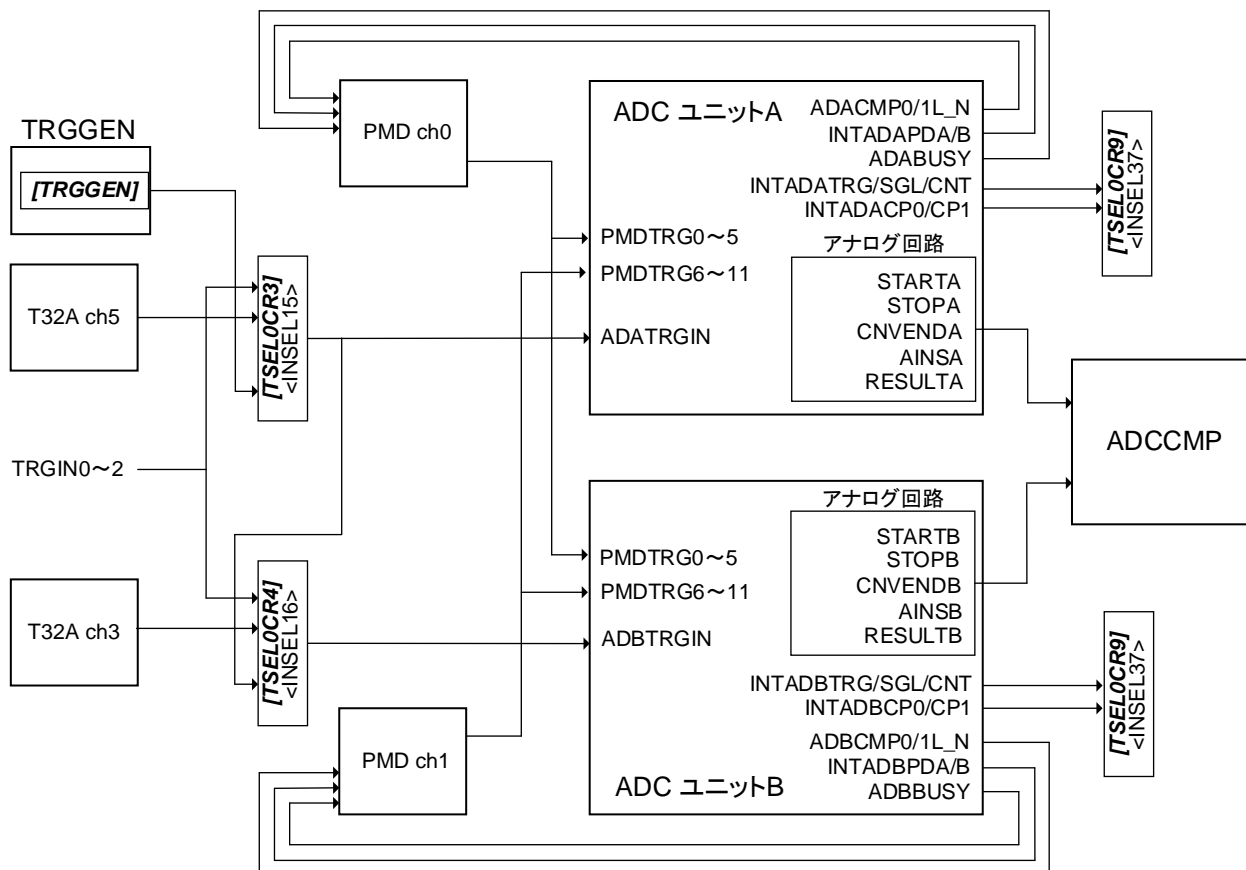 TRGGEN
[TRGGEN]
T32A ch5
TRGIN0～2
T32A ch3
[TSEL0CR3]
<INSEL15>
[TSEL0CR4]
<INSEL16>
PMD ch0
PMD ch1
ADC ユニットA
ADACMP0/1L_N
INTADAPDA/B
ADABUSY
INTADATRG/SGL/CNT
INTADACP0/CP1
PMDTRG0～5
PMDTRG6～11
ADATRGIN
アナログ回路
STARTA
STOPA
CNVENDA
AINSA
RESULTA
[TSEL0CR9]
<INSEL37>
ADCCMP
アナログ回路
STARTB
STOPB
CNVENDB
AINSB
RESULTB
PMDTRG0～5
PMDTRG6～11
ADBTRGIN
INTADBTRG/SGL/CNT
INTADBCP0/CP1
ADBCMP0/1L_N
INTADBPDA/B
ADBBUSY
ADC ユニットB
[TSEL0CR9]
<INSEL37>